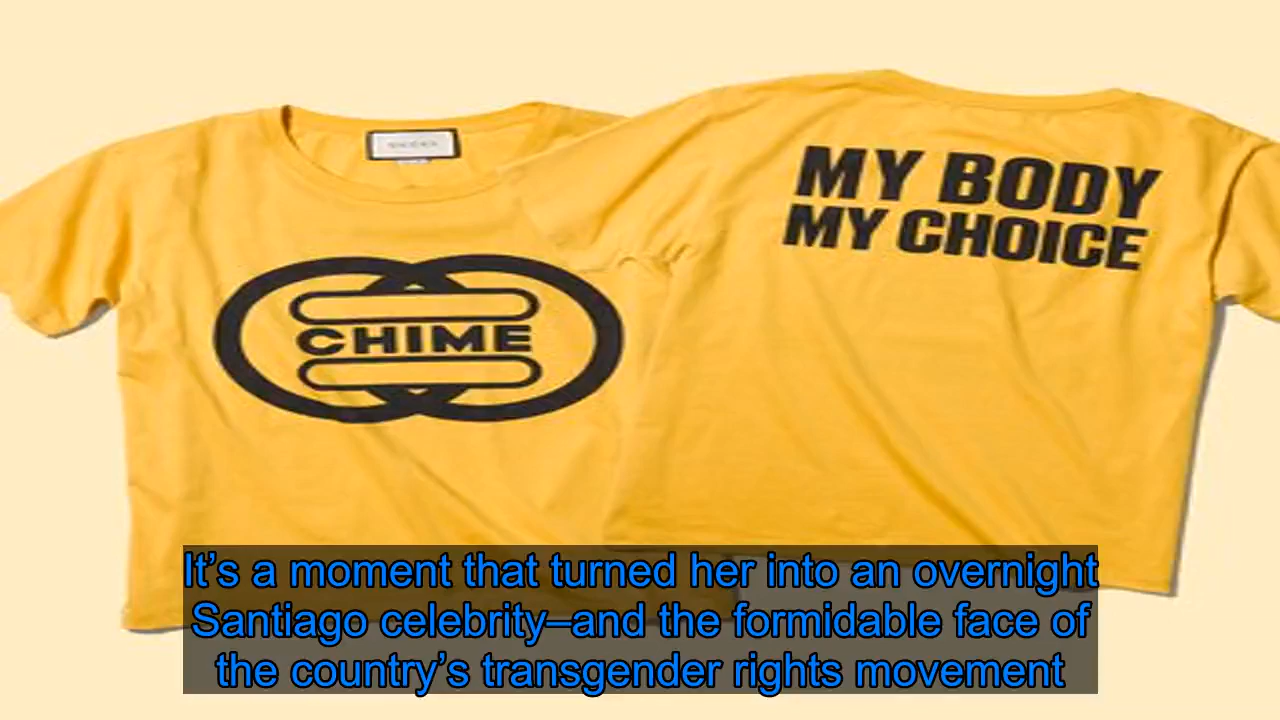 CHIME
MY BODY
MY CHOICE
It’s a moment that turned her into an overnight
Santiago celebrity–and the formidable face of
the country’s transgender rights movement